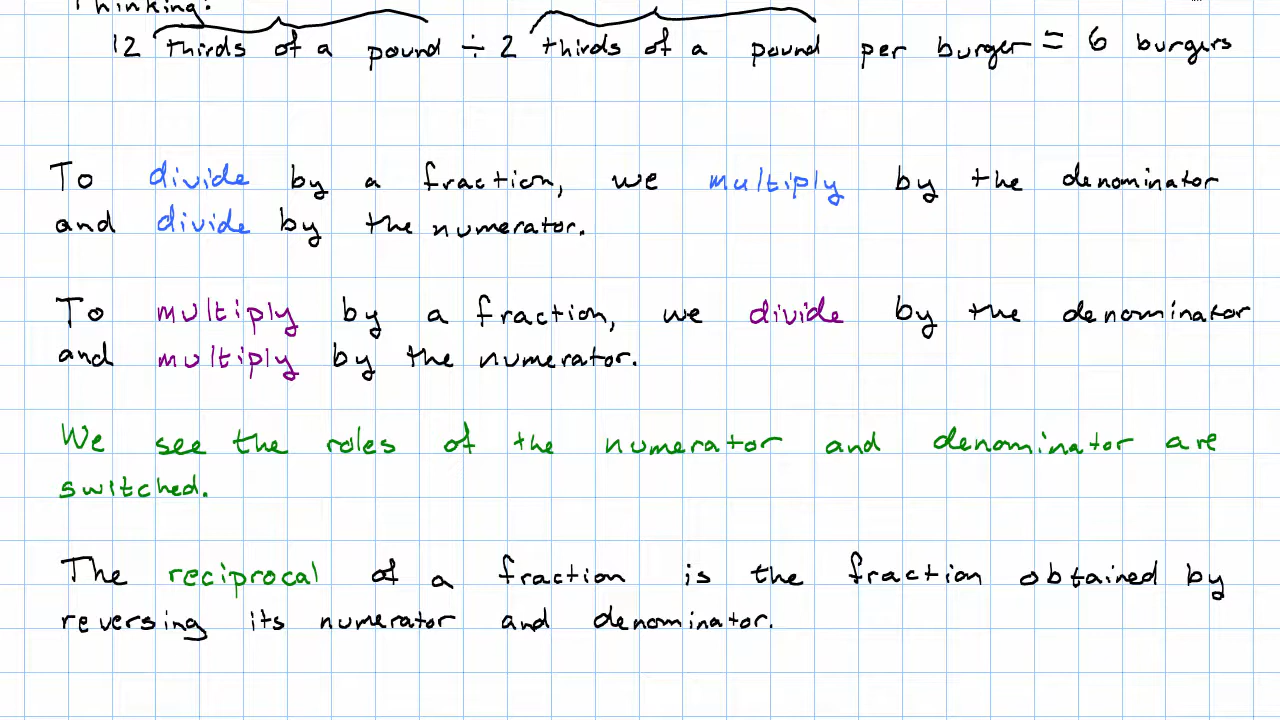 Thinking:
12 thirds of a pound ÷ 2 thirds of a pound per burger = 6 burgers
To divide by a fraction, we multiply by the denominator
and divide by the numerator.
To multiply by a fraction, we divide by the denominator
and multiply by the numerator.
We see the roles of the numerator and denominator are
switched.
The reciprocal of a fraction is the fraction obtained by
reversing its numerator and denominator.